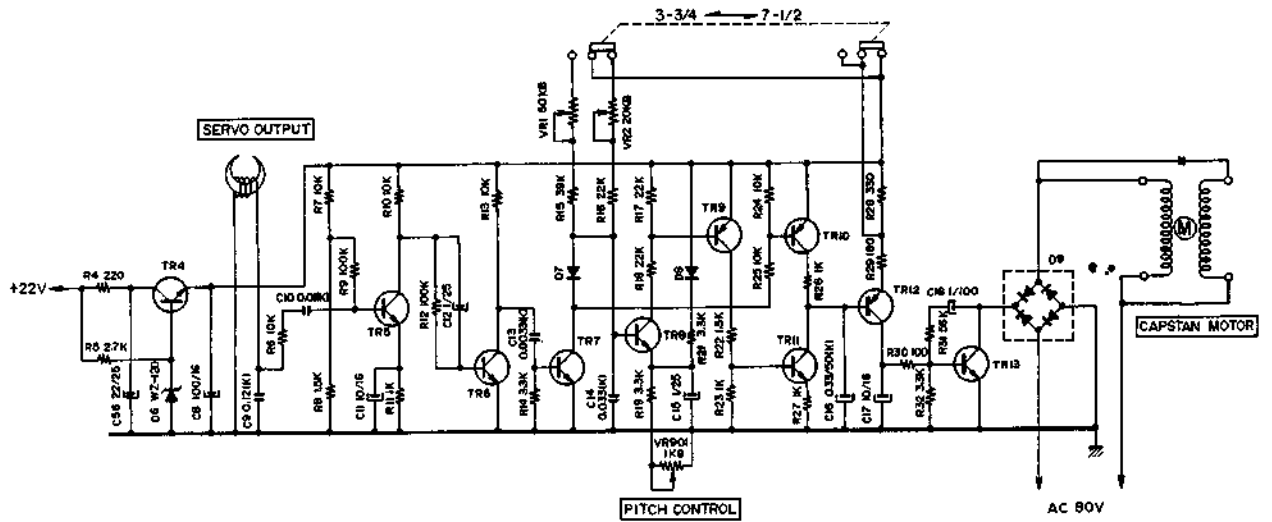 3-3/4 7-1/2
SERVO OUTPUT
VR1 50KB
VR2 20KB
R7 10K
R10 10K
R13 10K
R15 39K
R16 22K
R17 22K
R24 10K
R28 330
TR9
TR10
R4 220
TR4
+22V
R9 100K
C10
D7
R18 22K
D8
R25 10K
R26 1K
R29 180
D9
C18 1/100
M
CAPSTAN MOTOR
R5 2.7K
R6 10K
TR5
R12 100K
C12 1/25
C13 0.0033(K)
TR7
TR8
R21 3.3K
R22 1.5K
TR11
TR12
R30 100
R31 56K
TR13
C56 22/25
D6 WZ-120
C8 100/16
C9 0.12(K)
R8 1.5K
C11 10/16
R11 1K
TR6
R14 3.3K
C14 0.033(K)
R19 3.3K
C15 1/25
R23 1K
R27 1K
C16 0.33/50(K)
C17 10/16
R32 3.3K
VR901
1KB
PITCH CONTROL
AC 80V